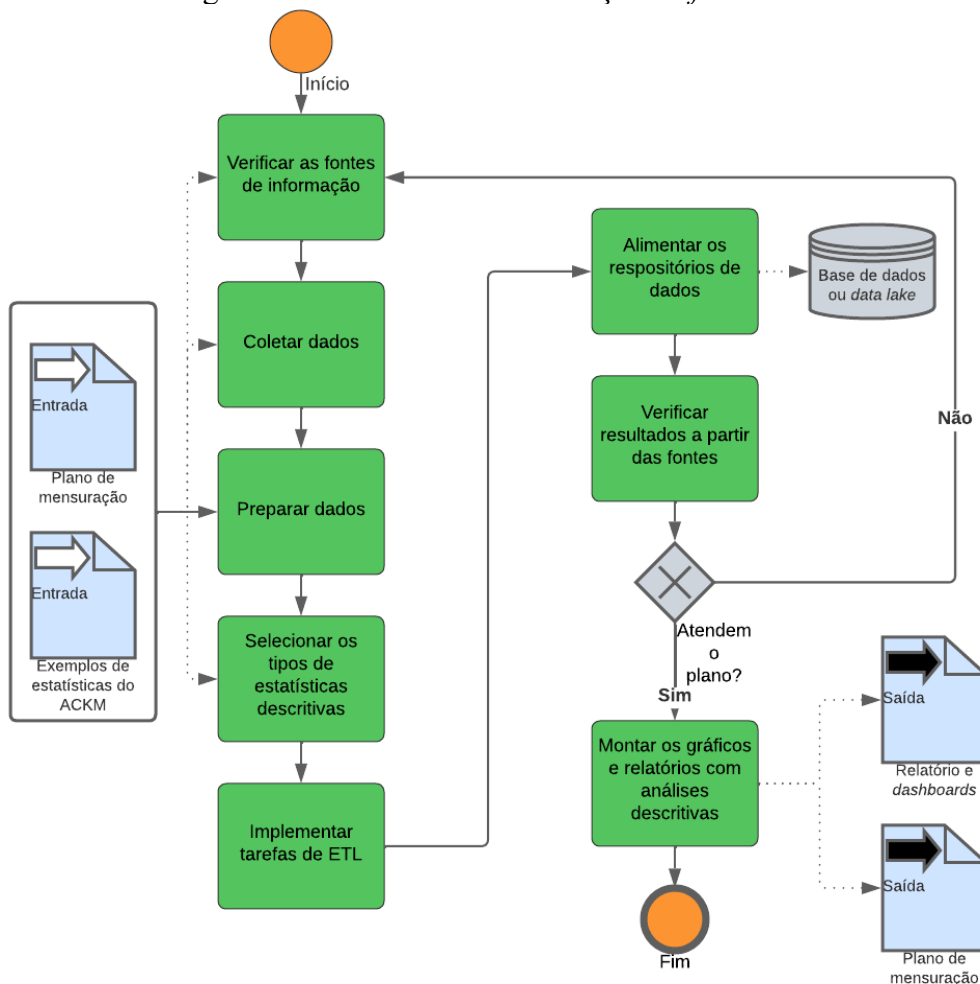 Início
Verificar as fontes
de informação
Coletar dados
Preparar dados
Selecionar os
tipos de
estatísticas
descritivas
Implementar
tarefas de ETL
Entrada
Plano de
mensuração
Entrada
Exemplos de
estatísticas do
ACKM
Alimentar os
respositórios de
dados
Base de dados
ou data lake
Verificar
resultados a partir
das fontes
Não
Atendem
o
plano?
Sim
Montar os gráficos
e relatórios com
análises
descritivas
Saída
Relatório e
dashboards
Saída
Plano de
mensuração
Fim